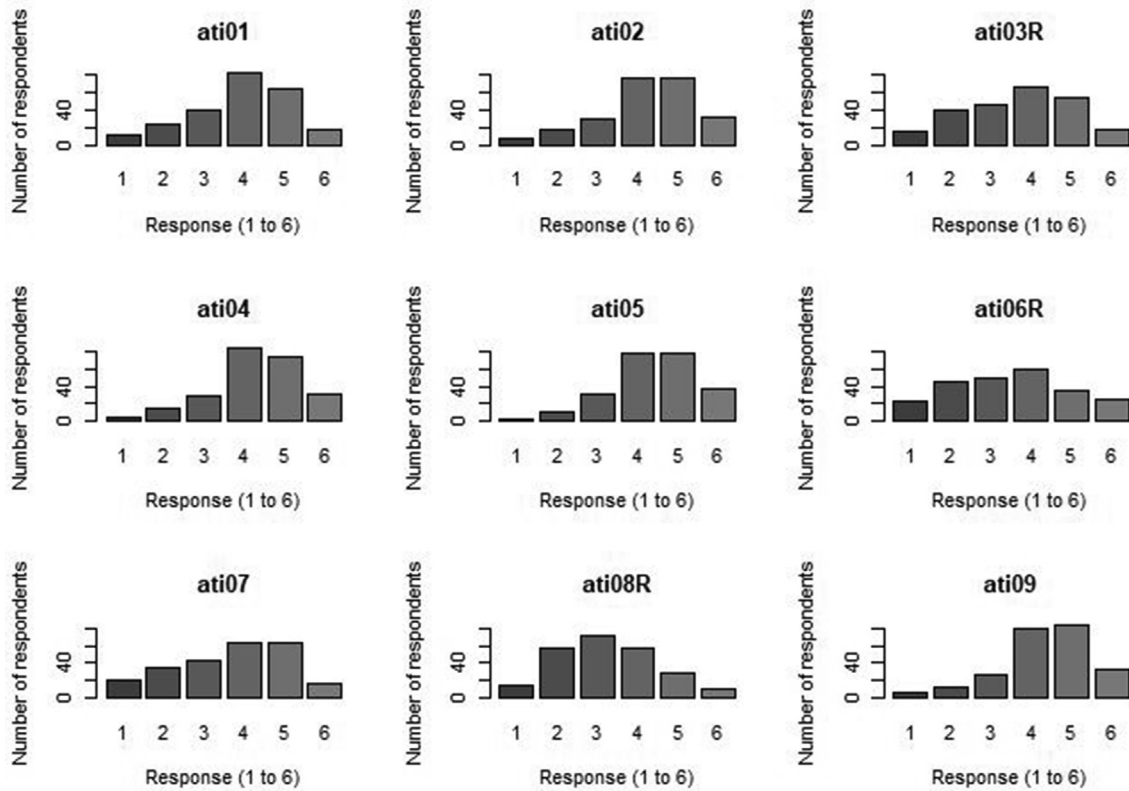 ati01
Number of respondents
0 40
1 2 3 4 5 6
Response (1 to 6)
ati02
Number of respondents
0 40
1 2 3 4 5 6
Response (1 to 6)
ati03R
Number of respondents
0 40
1 2 3 4 5 6
Response (1 to 6)
ati04
Number of respondents
0 40
1 2 3 4 5 6
Response (1 to 6)
ati05
Number of respondents
0 40
1 2 3 4 5 6
Response (1 to 6)
ati06R
Number of respondents
0 40
1 2 3 4 5 6
Response (1 to 6)
ati07
Number of respondents
0 40
1 2 3 4 5 6
Response (1 to 6)
ati08R
Number of respondents
0 40
1 2 3 4 5 6
Response (1 to 6)
ati09
Number of respondents
0 40
1 2 3 4 5 6
Response (1 to 6)